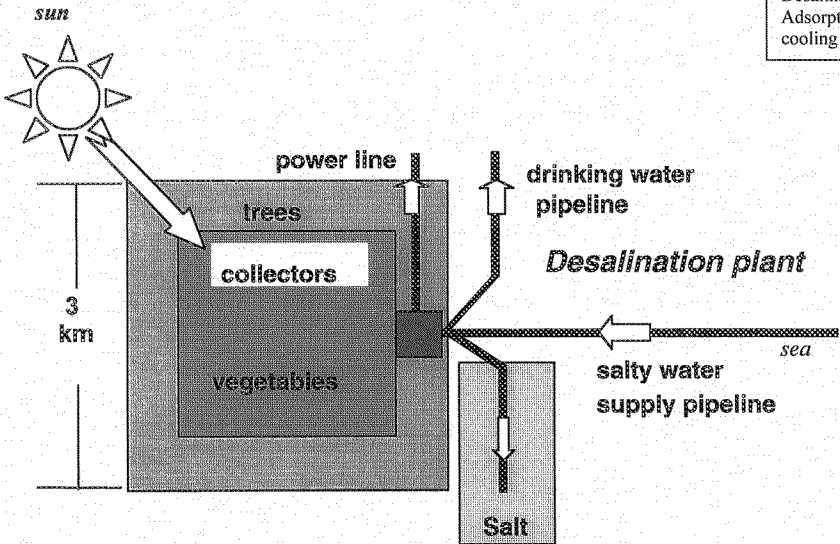 sun
cooling
power line
drinking water
pipeline
trees
collectors
Desalination plant
3
km
sea
vegetables
salty water
supply pipeline
Salt